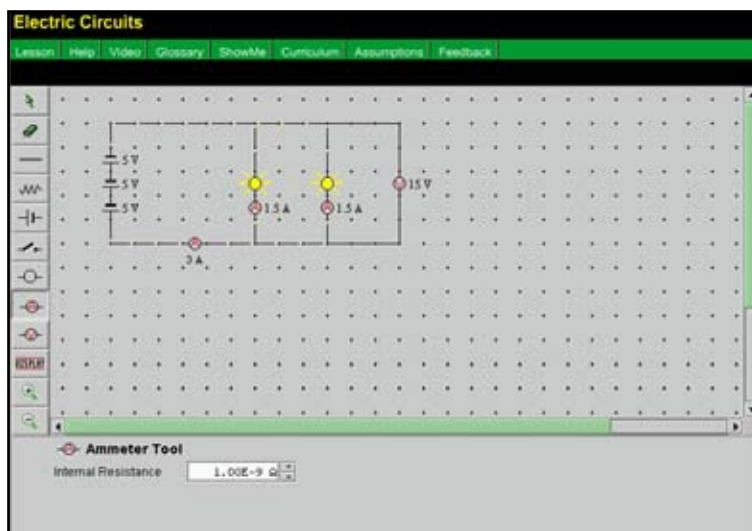 Electric Circuits
Lesson Help Video Glossary ShowMe Curriculum Assumptions Feedback
5 V
5 V
5 V
15 V
1.5 A
1.5 A
3 A
Ammeter Tool
Internal Resistance 1.00E-9 Ω